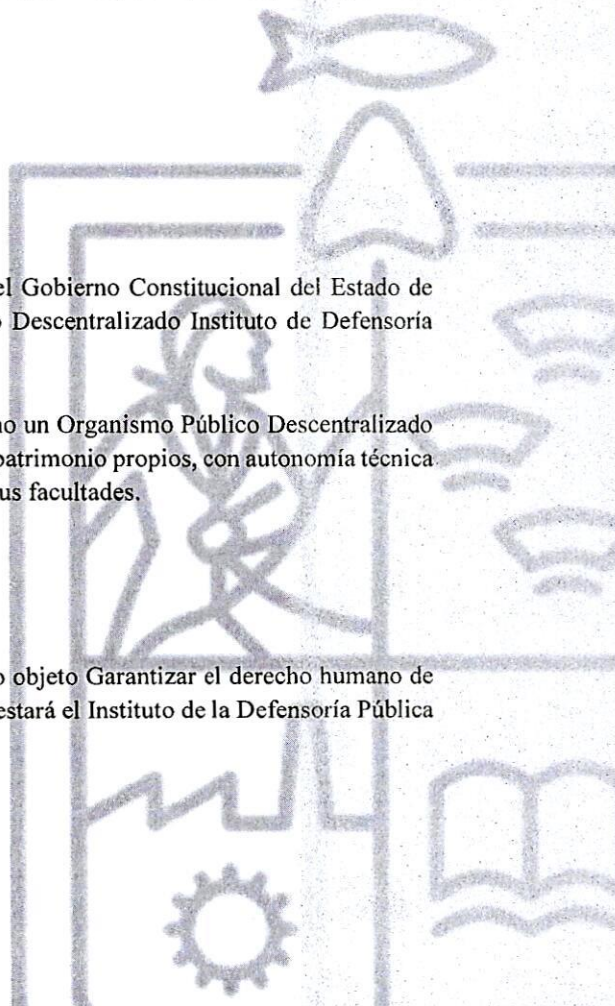 el Gobierno Constitucional del Estado de
Descentralizado Instituto de Defensoría
no un Organismo Público Descentralizado
patrimonio propios, con autonomía técnica
us facultades.
o objeto Garantizar el derecho humano de
estará el Instituto de la Defensoría Pública